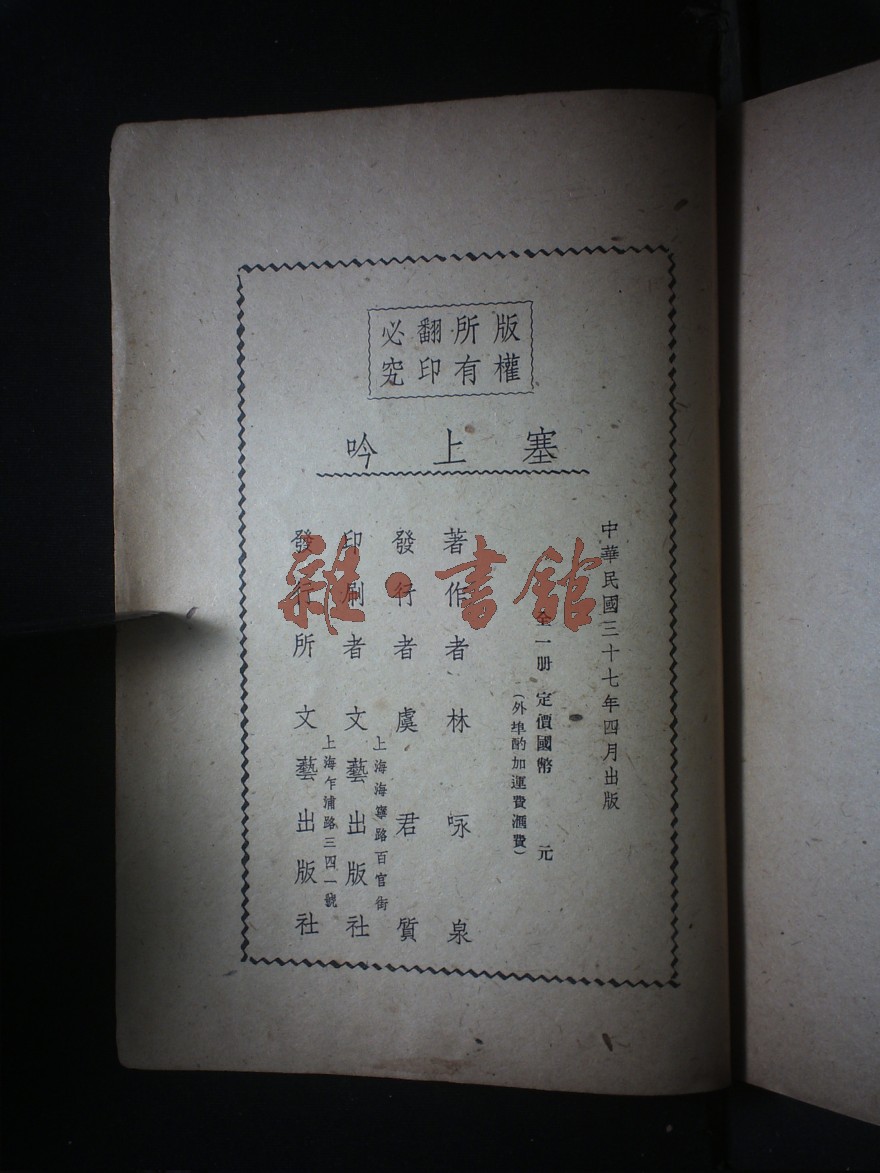 版權所有
翻印必究
塞上吟
中華民國三十七年四月出版
全一册 定價國幣 元
(外埠酌加運費滙費)
著作者 林咏泉
發行者 虞君質
上海海寧路百官街
印刷者 文藝出版社
上海乍浦路三四一號
發行所 文藝出版社
雜·書館